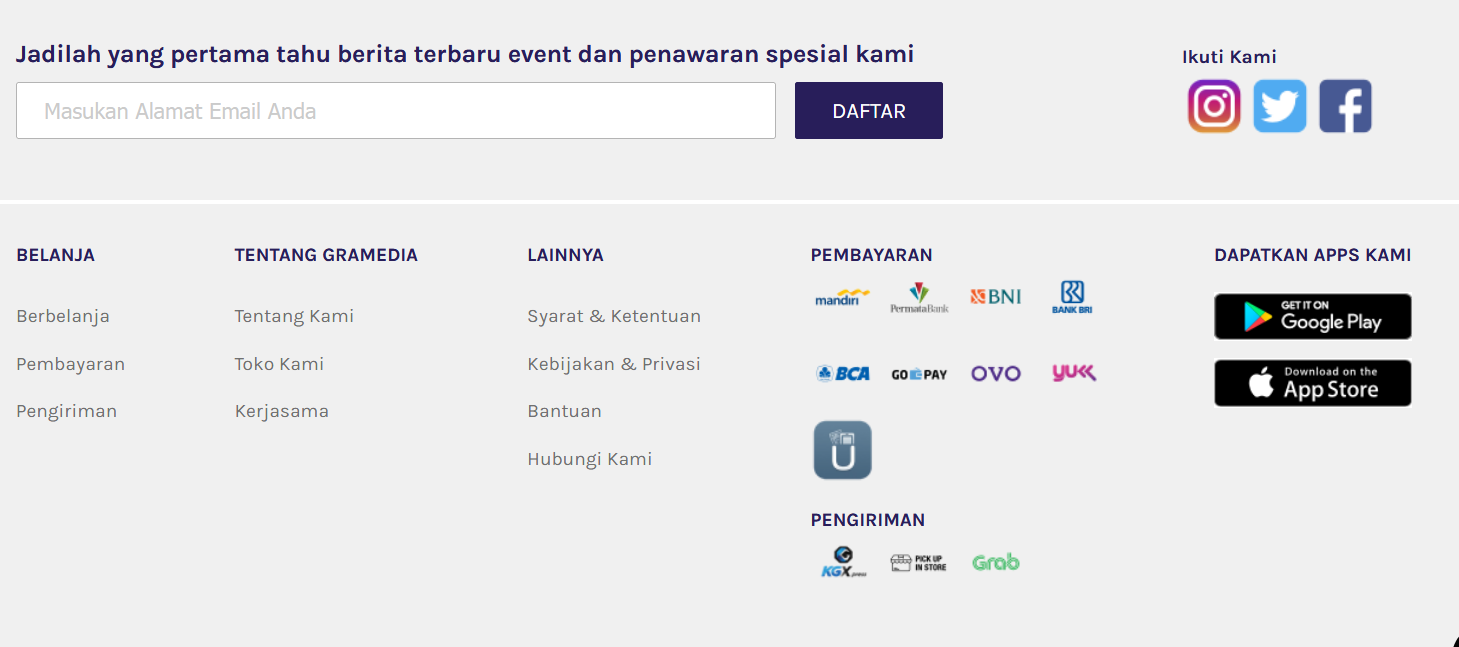 Jadilah yang pertama tahu berita terbaru event dan penawaran spesial kami
Masukan Alamat Email Anda
DAFTAR
Ikuti Kami
BELANJA
Berbelanja
Pembayaran
Pengiriman
TENTANG GRAMEDIA
Tentang Kami
Toko Kami
Kerjasama
LAINNYA
Syarat & Ketentuan
Kebijakan & Privasi
Bantuan
Hubungi Kami
PEMBAYARAN
mandiri PermataBank BNI BANK BRI
BCA GOPAY OVO YUKK
U
PENGIRIMAN
KGXpress PICK UP
IN STORE
Grab
DAPATKAN APPS KAMI
GET IT ON
Google Play
Download on the
App Store